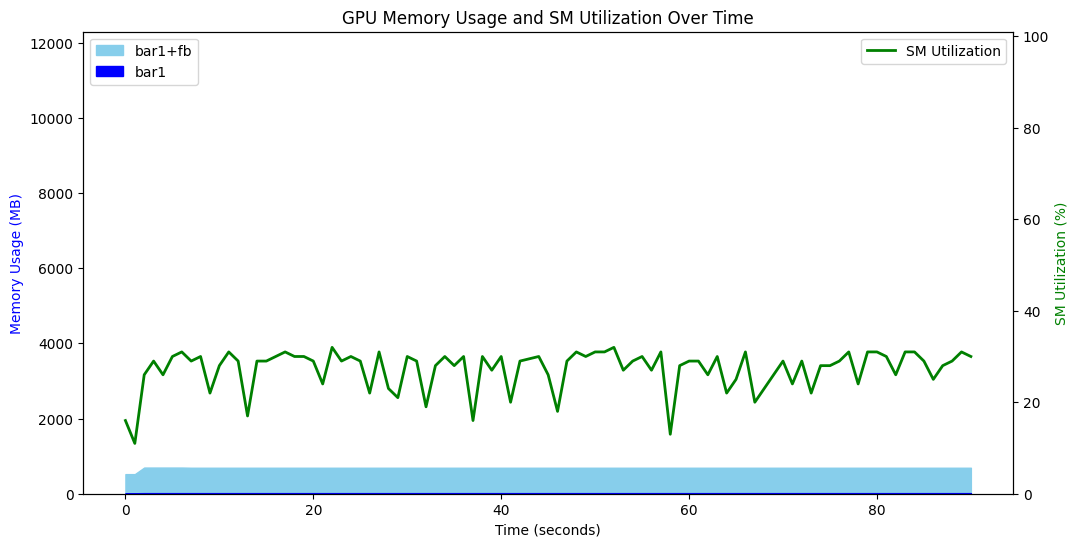 GPU Memory Usage and SM Utilization Over Time
bar1+fb
bar1
SM Utilization
12000
10000
8000
6000
4000
2000
0
Memory Usage (MB)
100
80
60
40
20
0
SM Utilization (%)
0
20
40
60
80
Time (seconds)